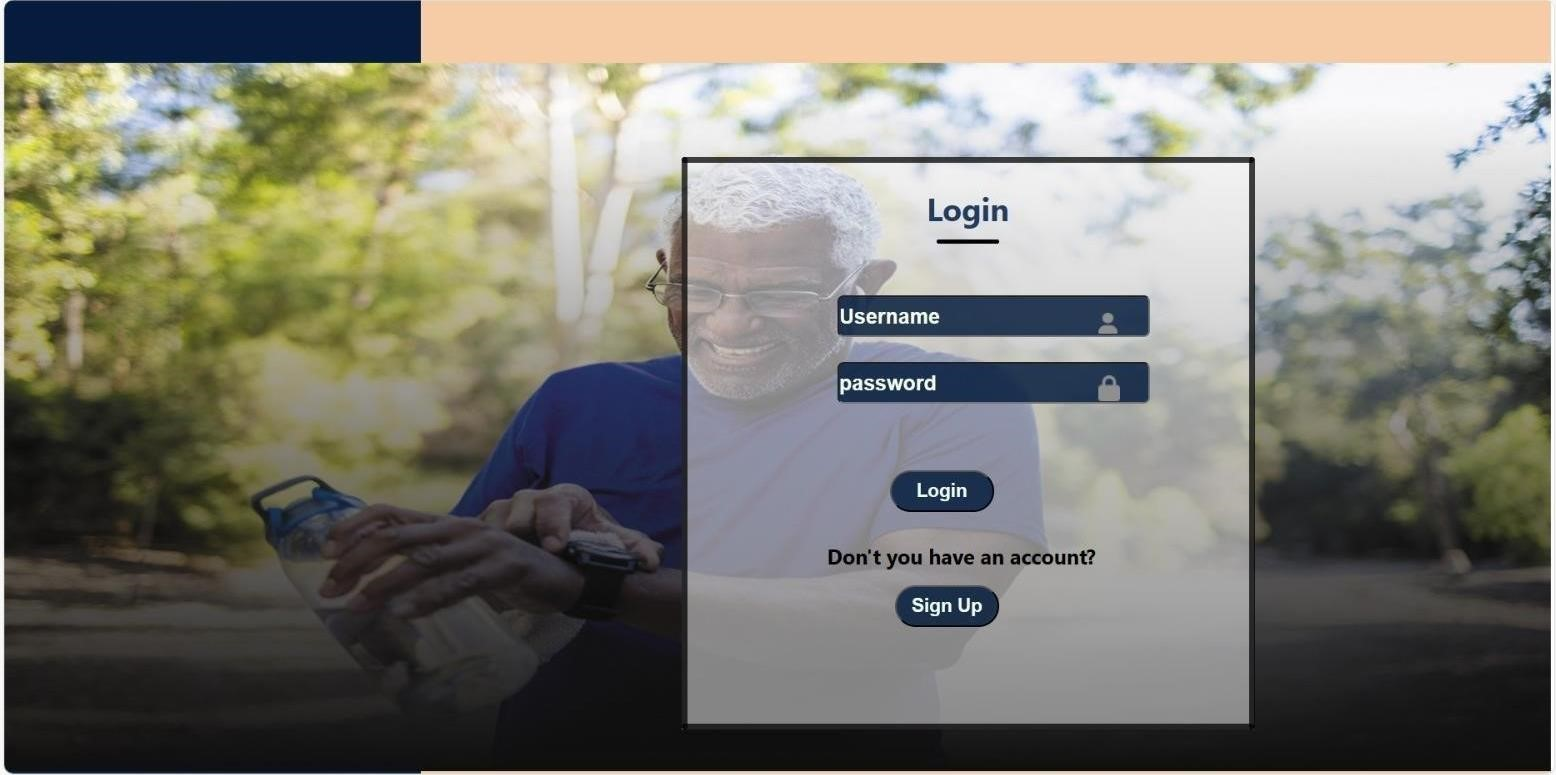 Login
Username
password
Login
Don't you have an account?
Sign Up